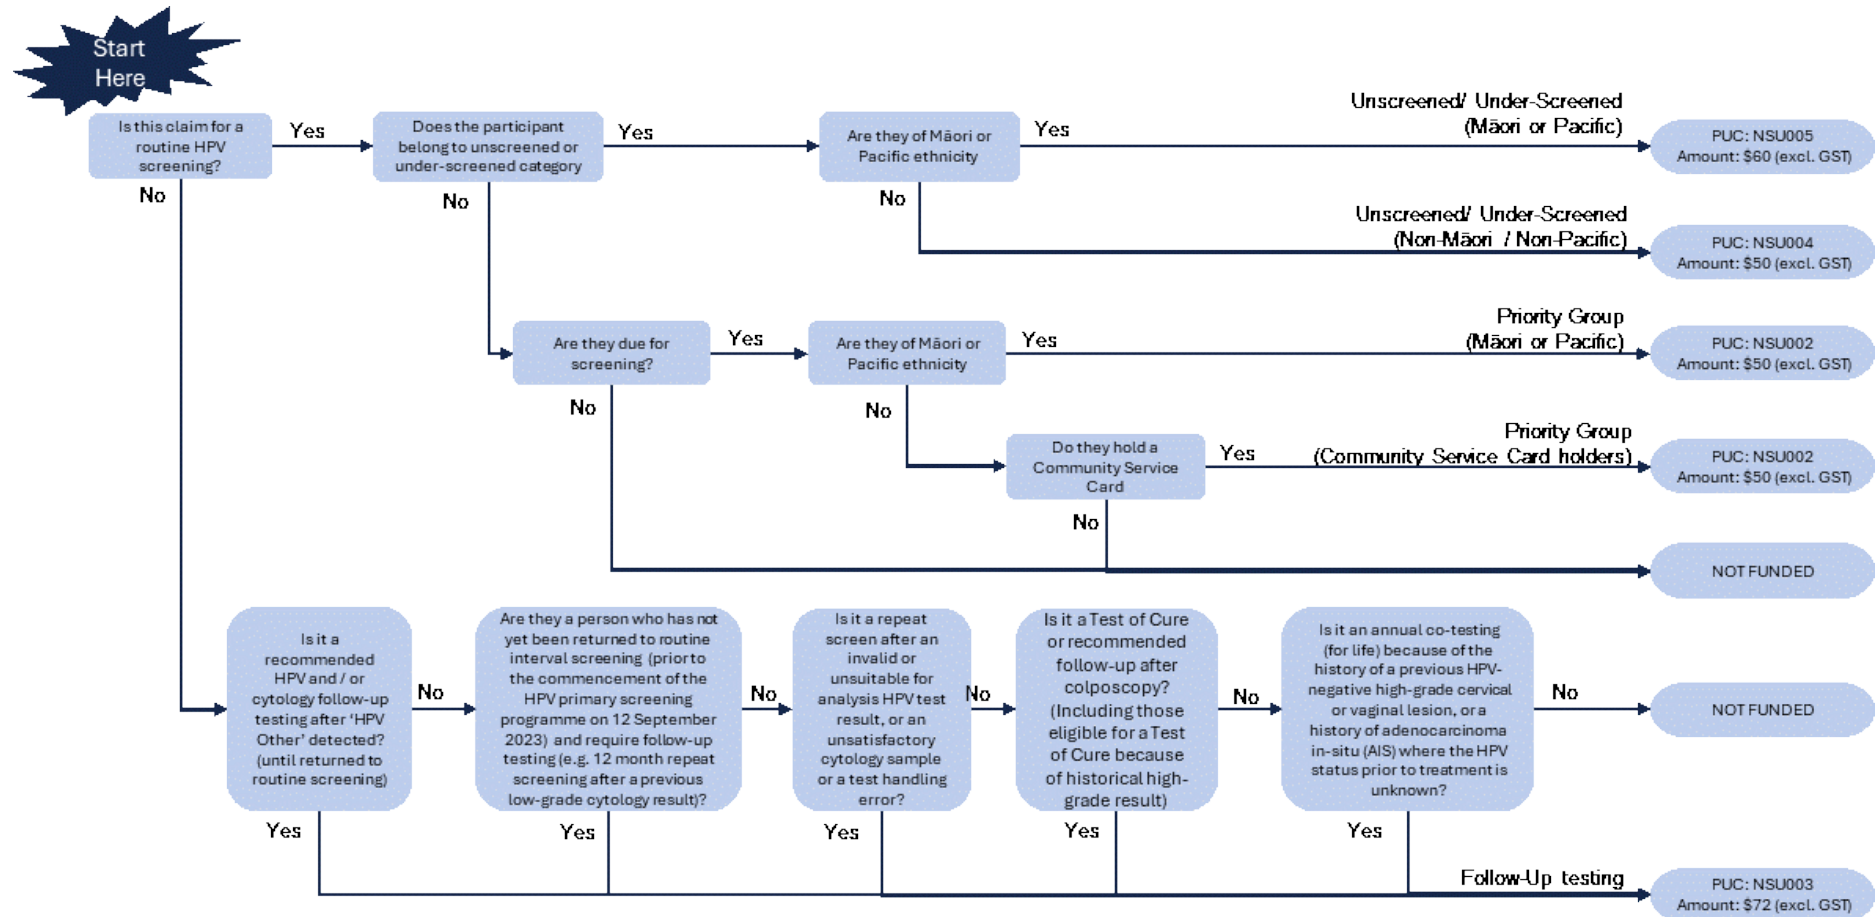 Start
Here
Is this claim for a
routine HPV
screening?
Yes
Does the participant
belong to unscreened or
under-screened category
Yes
Are they of Māori or
Pacific ethnicity
Yes
Unscreened/ Under-Screened
(Māori or Pacific)
PUC: NSU005
Amount: $60 (excl. GST)
No
No
No
Unscreened/ Under-Screened
(Non-Māori / Non-Pacific)
PUC: NSU004
Amount: $50 (excl. GST)
Are they due for
screening?
Yes
Are they of Māori or
Pacific ethnicity
Yes
Priority Group
(Māori or Pacific)
PUC: NSU002
Amount: $50 (excl. GST)
No
No
Do they hold a
Community Service
Card
Yes
Priority Group
(Community Service Card holders)
PUC: NSU002
Amount: $50 (excl. GST)
No
NOT FUNDED
Is it a
recommended
HPV and / or
cytology follow-up
testing after ‘HPV
Other’ detected?
(until returned to
routine screening)
No
Are they a person who has not
yet been returned to routine
interval screening (prior to
the commencement of the
HPV primary screening
programme on 12 September
2023) and require follow-up
testing (e.g. 12 month repeat
screening after a previous
low-grade cytology result)?
No
Is it a repeat
screen after an
invalid or
unsuitable for
analysis HPV test
result, or an
unsatisfactory
cytology sample
or a test handling
error?
No
Is it a Test of Cure
or recommended
follow-up after
colposcopy?
(Including those
eligible for a Test
of Cure because
of historical high-
grade result)
No
Is it an annual co-testing
(for life) because of the
history of a previous HPV-
negative high-grade cervical
or vaginal lesion, or a
history of adenocarcinoma
in-situ (AIS) where the HPV
status prior to treatment is
unknown?
No
NOT FUNDED
Yes
Yes
Yes
Yes
Yes
Follow-Up testing
PUC: NSU003
Amount: $72 (excl. GST)